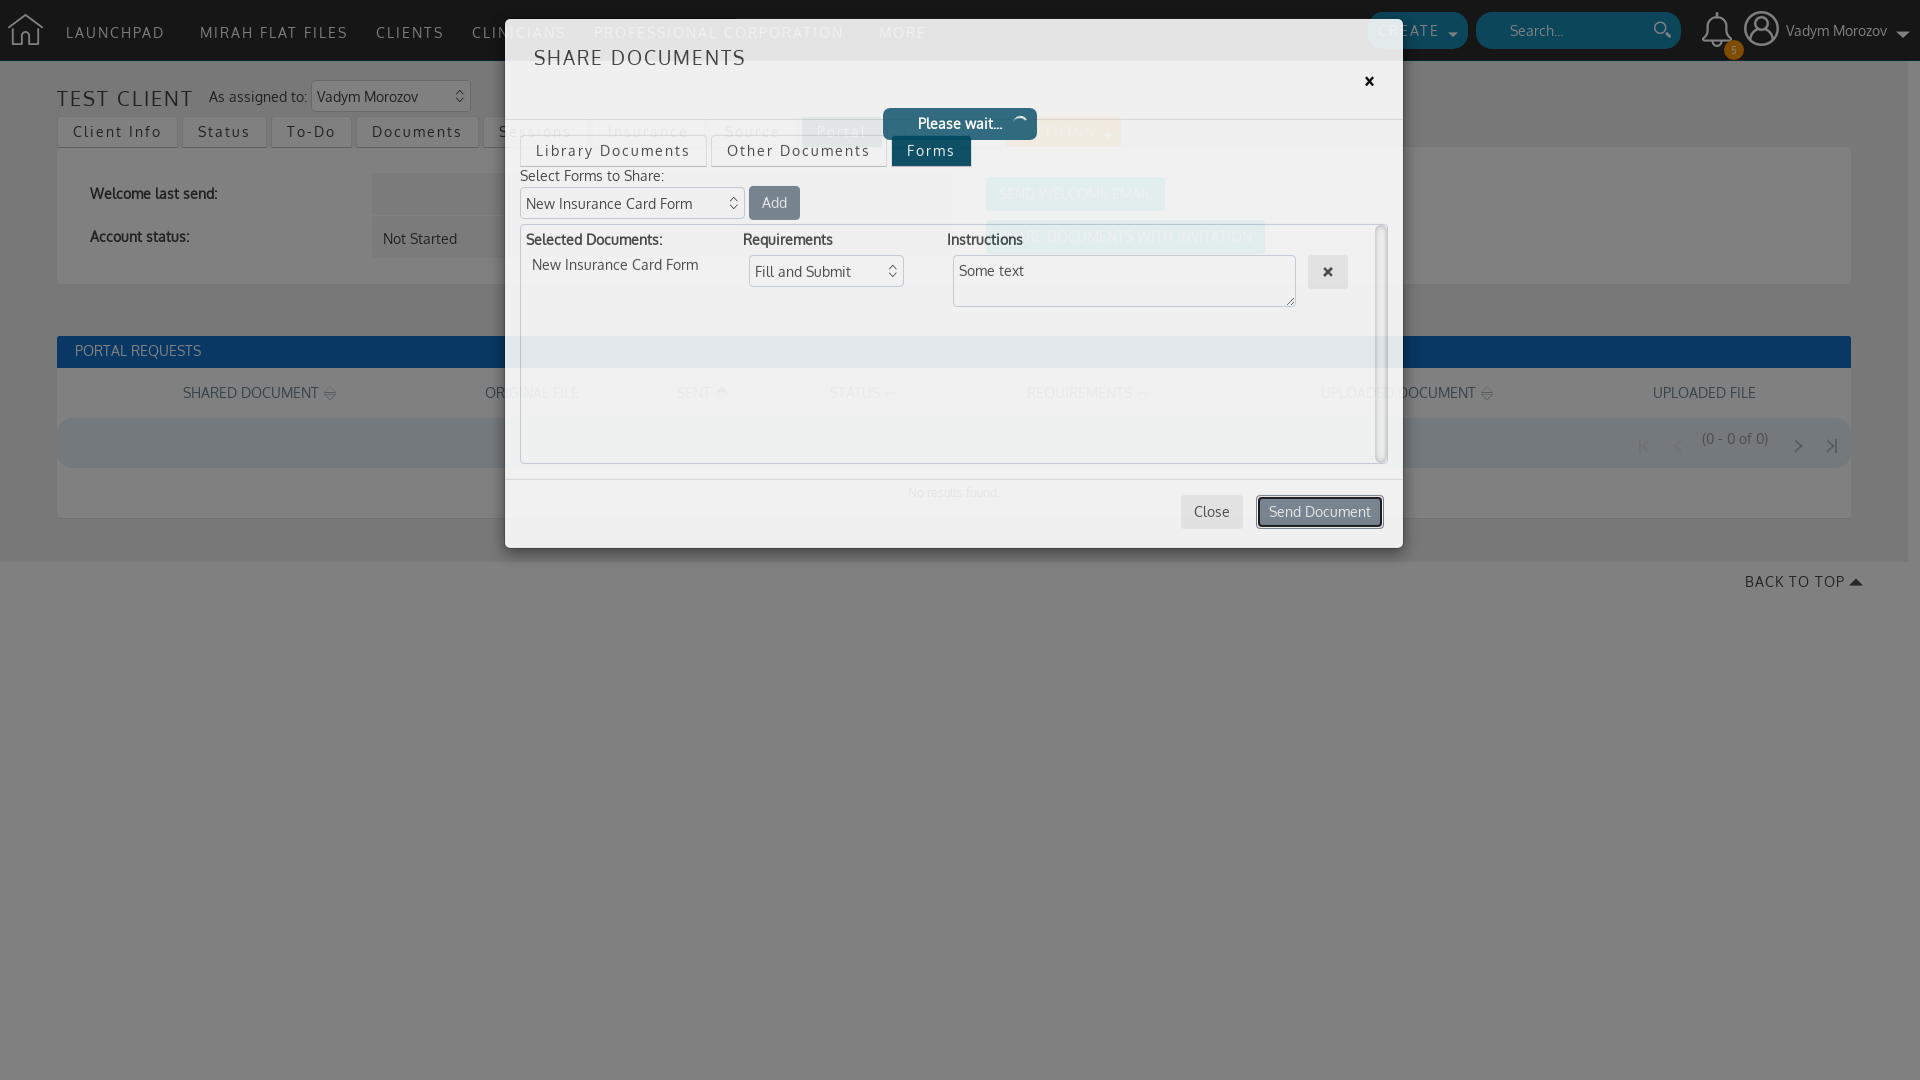 LAUNCHPAD MIRAH FLAT FILES CLIENTS CLINICIANS PROFESSIONAL CORPORATION MORE CREATE Search... 5 Vadym Morozov
SHARE DOCUMENTS
×
TEST CLIENT As assigned to: Vadym Morozov
Please wait...
Client Info Status To-Do Documents Sessions Insurance Source Portal
Library Documents Other Documents Forms
Select Forms to Share:
Welcome last send: SEND WELCOME EMAIL
New Insurance Card Form Add
Account status: Not Started DOCUMENTS WITH INVITATION
Selected Documents: Requirements Instructions
New Insurance Card Form Fill and Submit Some text ×
PORTAL REQUESTS
SHARED DOCUMENT ORIGINAL FILE SENT STATUS REQUIREMENTS UPLOADED DOCUMENT UPLOADED FILE
(0 - 0 of 0)
No results found.
Close Send Document
BACK TO TOP